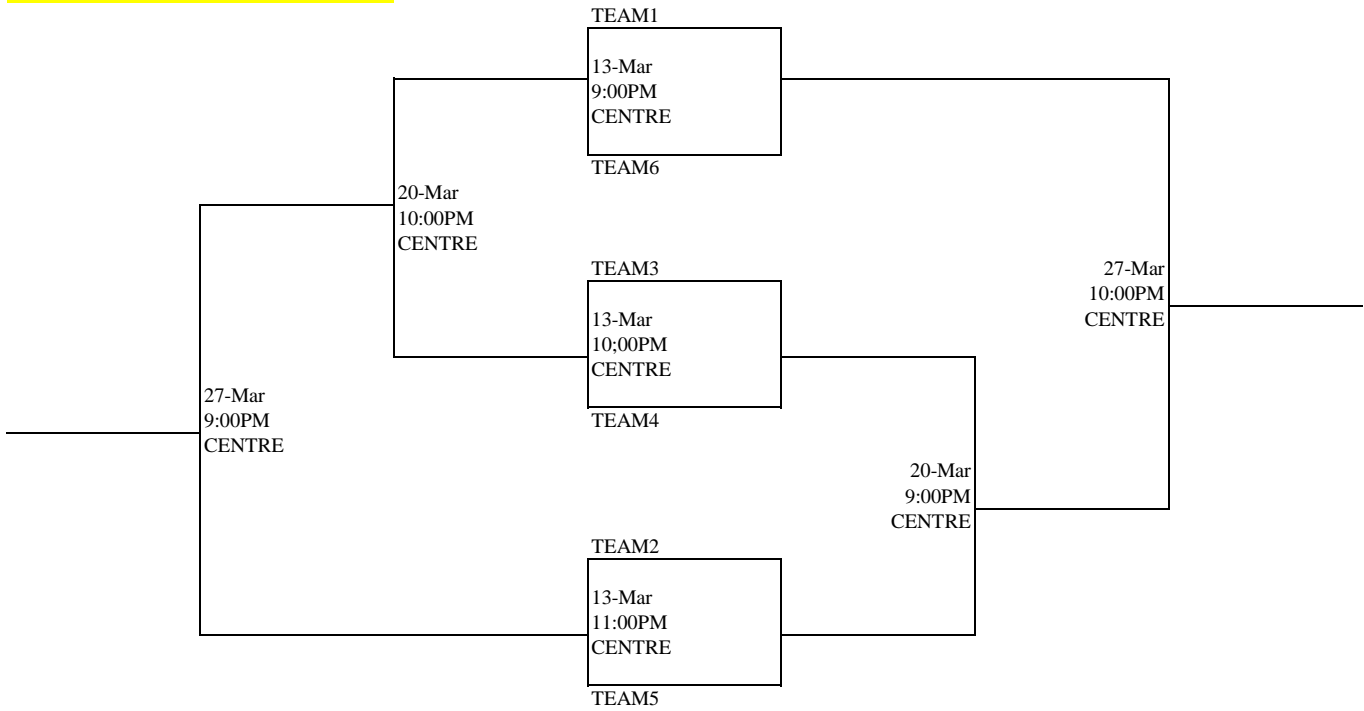 TEAM1
13-Mar
9:00PM
CENTRE
TEAM6
20-Mar
10:00PM
CENTRE
TEAM3
13-Mar
10;00PM
CENTRE
TEAM4
27-Mar
10:00PM
CENTRE
27-Mar
9:00PM
CENTRE
20-Mar
9:00PM
CENTRE
TEAM2
13-Mar
11:00PM
CENTRE
TEAM5